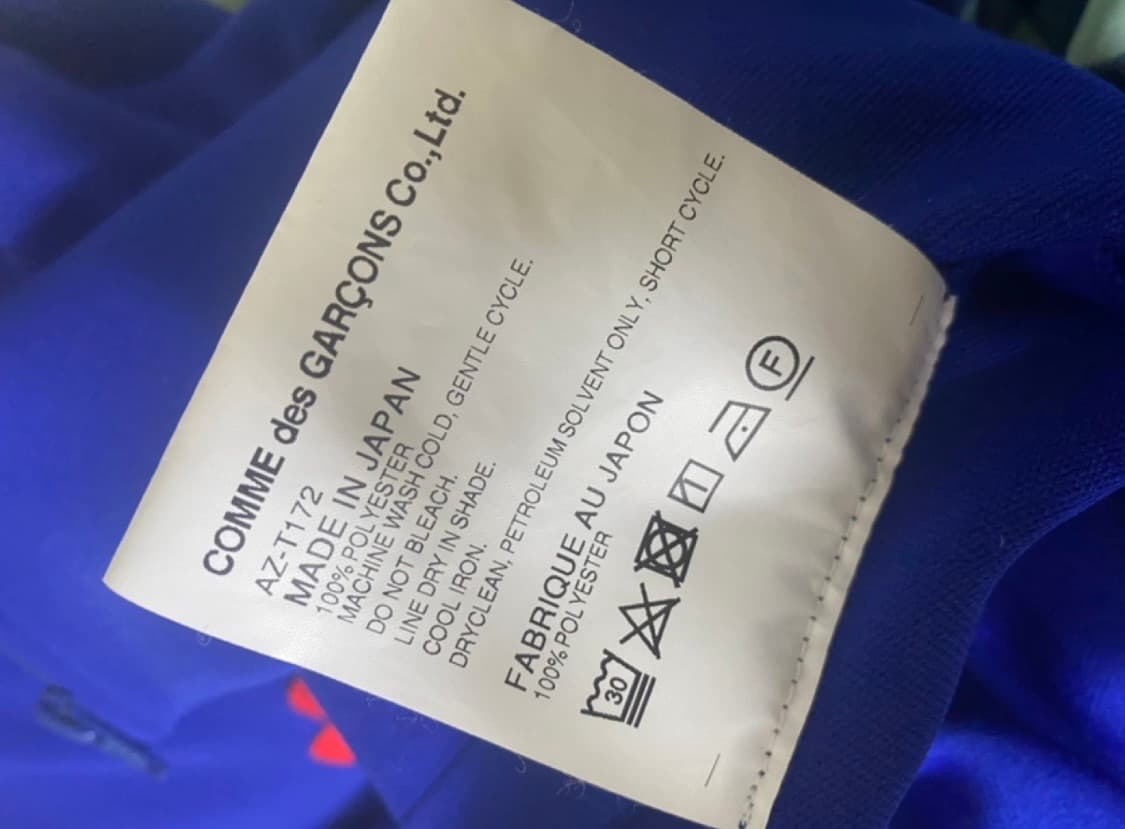 COMME des GARÇONS Co.,Ltd.
AZ-T172
MADE IN JAPAN
100% POLYESTER
MACHINE WASH COLD, GENTLE CYCLE.
DO NOT BLEACH.
LINE DRY IN SHADE.
COOL IRON.
DRYCLEAN, PETROLEUM SOLVENT ONLY, SHORT CYCLE.
FABRIQUE AU JAPON
100% POLYESTER
30 F